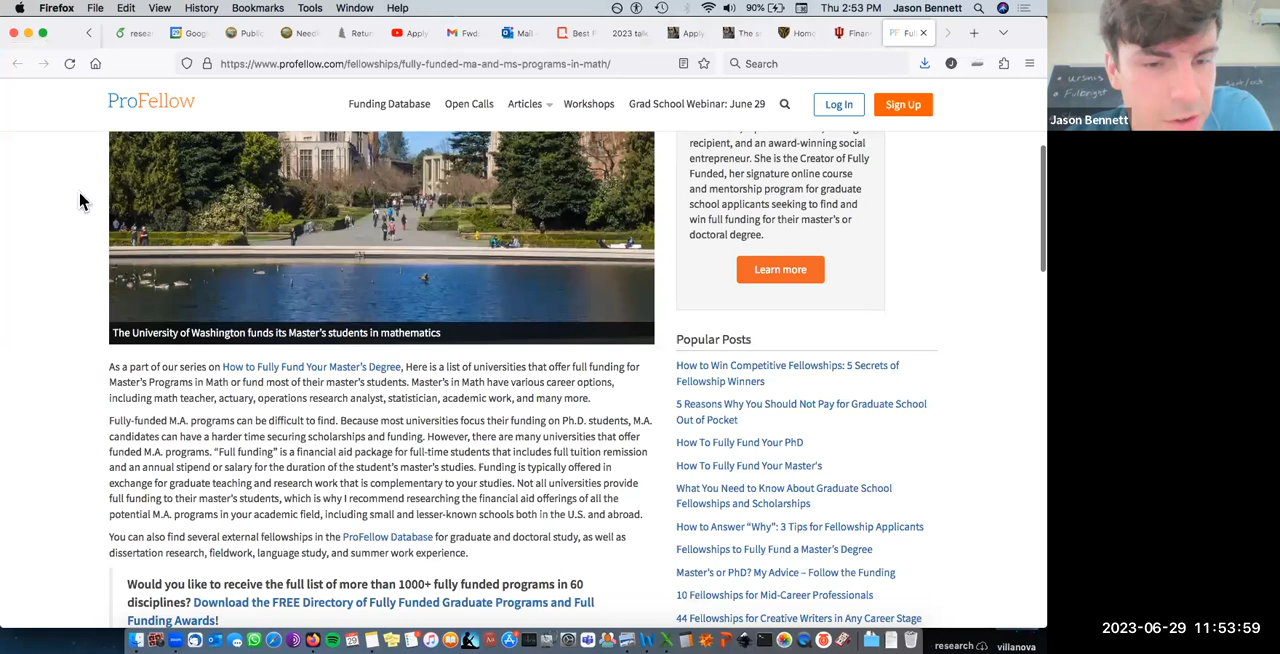 Firefox File Edit View History Bookmarks Tools Window Help 90% Thu 2:53 PM Jason Bennett
resea Goog Public Need Retur Apply Fwd: Mail - Best F 2023 talk Apply The s Home Finan Ful
https://www.profellow.com/fellowships/fully-funded-ma-and-ms-programs-in-math/ Search
ProFellow Funding Database Open Calls Articles Workshops Grad School Webinar: June 29 Log In Sign Up
ursinus
Fulbright
Jason Bennett
recipient, and an award-winning social
entrepreneur. She is the Creator of Fully
Funded, her signature online course
and mentorship program for graduate
school applicants seeking to find and
win full funding for their master's or
doctoral degree.
Learn more
The University of Washington funds its Master's students in mathematics
As a part of our series on How to Fully Fund Your Master's Degree, Here is a list of universities that offer full funding for
Master's Programs in Math or fund most of their master's students. Master's in Math have various career options,
including math teacher, actuary, operations research analyst, statistician, academic work, and many more.
Fully-funded M.A. programs can be difficult to find. Because most universities focus their funding on Ph.D. students, M.A.
candidates can have a harder time securing scholarships and funding. However, there are many universities that offer
funded M.A. programs. “Full funding” is a financial aid package for full-time students that includes full tuition remission
and an annual stipend or salary for the duration of the student's master's studies. Funding is typically offered in
exchange for graduate teaching and research work that is complementary to your studies. Not all universities provide
full funding to their master's students, which is why I recommend researching the financial aid offerings of all the
potential M.A. programs in your academic field, including small and lesser-known schools both in the U.S. and abroad.
You can also find several external fellowships in the ProFellow Database for graduate and doctoral study, as well as
dissertation research, fieldwork, language study, and summer work experience.
Would you like to receive the full list of more than 1000+ fully funded programs in 60
disciplines? Download the FREE Directory of Fully Funded Graduate Programs and Full
Funding Awards!
Popular Posts
How to Win Competitive Fellowships: 5 Secrets of
Fellowship Winners
5 Reasons Why You Should Not Pay for Graduate School
Out of Pocket
How To Fully Fund Your PhD
How To Fully Fund Your Master's
What You Need to Know About Graduate School
Fellowships and Scholarships
How to Answer “Why”: 3 Tips for Fellowship Applicants
Fellowships to Fully Fund a Master's Degree
Master's or PhD? My Advice – Follow the Funding
10 Fellowships for Mid-Career Professionals
44 Fellowships for Creative Writers in Any Career Stage
research villanova
2023-06-29 11:53:59